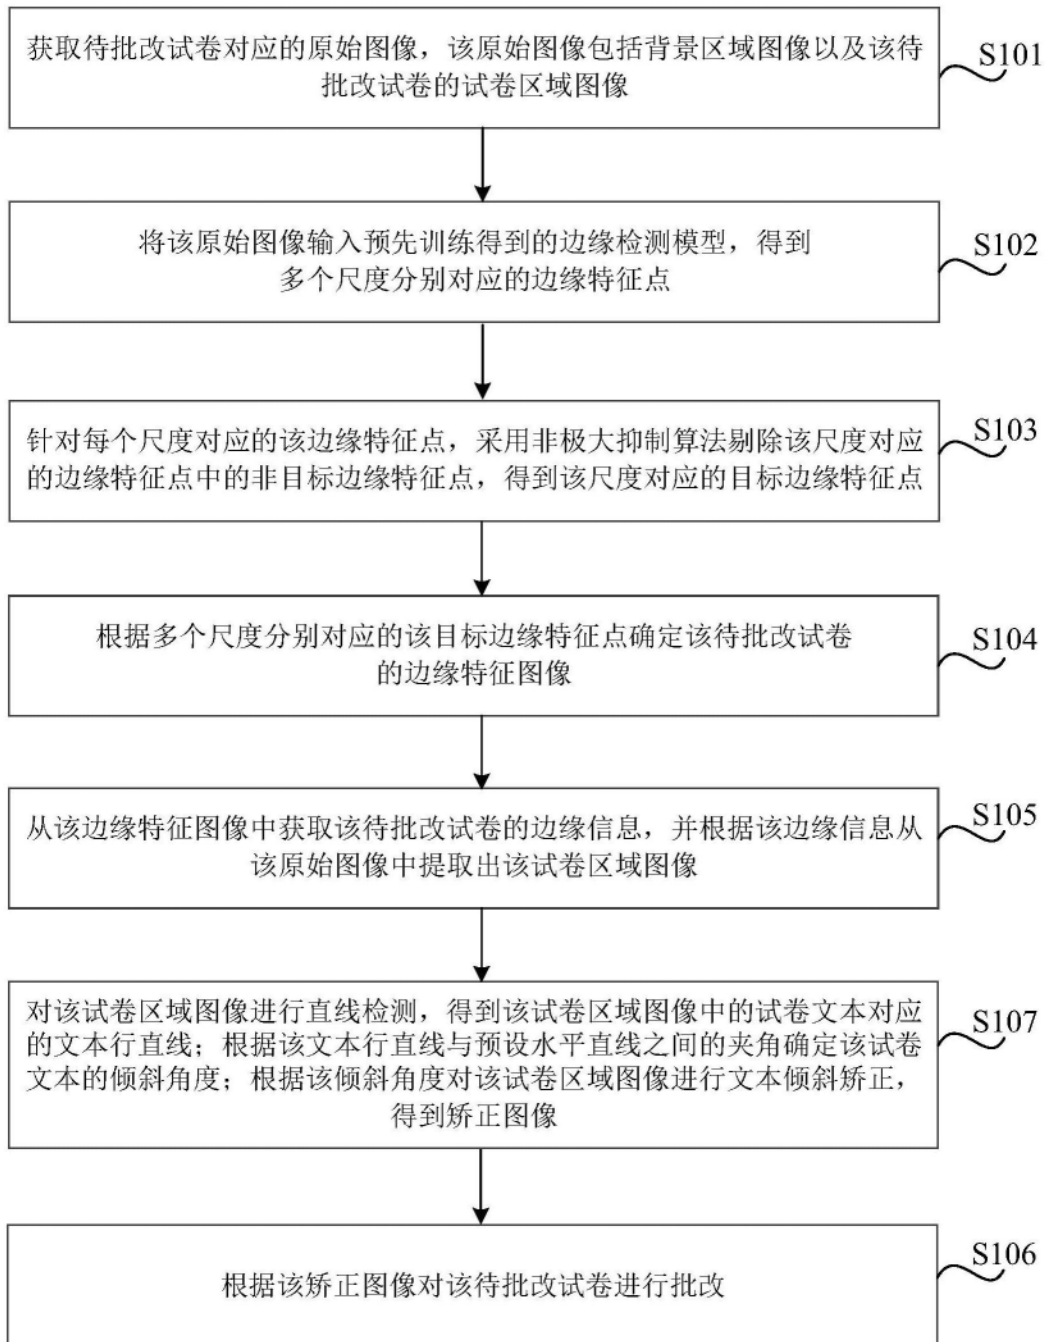 获取待批改试卷对应的原始图像，该原始图像包括背景区域图像以及该待
批改试卷的试卷区域图像
S101
将该原始图像输入预先训练得到的边缘检测模型，得到
多个尺度分别对应的边缘特征点
S102
针对每个尺度对应的该边缘特征点，采用非极大抑制算法剔除该尺度对应
的边缘特征点中的非目标边缘特征点，得到该尺度对应的目标边缘特征点
S103
根据多个尺度分别对应的该目标边缘特征点确定该待批改试卷
的边缘特征图像
S104
从该边缘特征图像中获取该待批改试卷的边缘信息，并根据该边缘信息从
该原始图像中提取出该试卷区域图像
S105
对该试卷区域图像进行直线检测，得到该试卷区域图像中的试卷文本对应
的文本行直线；根据该文本行直线与预设水平直线之间的夹角确定该试卷
文本的倾斜角度；根据该倾斜角度对该试卷区域图像进行文本倾斜矫正，
得到矫正图像
S107
根据该矫正图像对该待批改试卷进行批改
S106